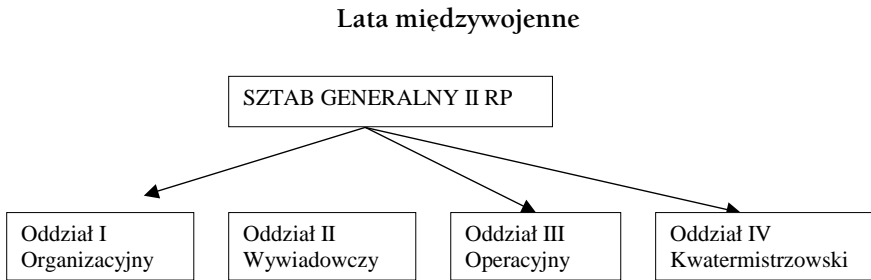 Lata międzywojenne
SZTAB GENERALNY II RP
Oddział I
Organizacyjny
Oddział II
Wywiadowczy
Oddział III
Operacyjny
Oddział IV
Kwatermistrzowski